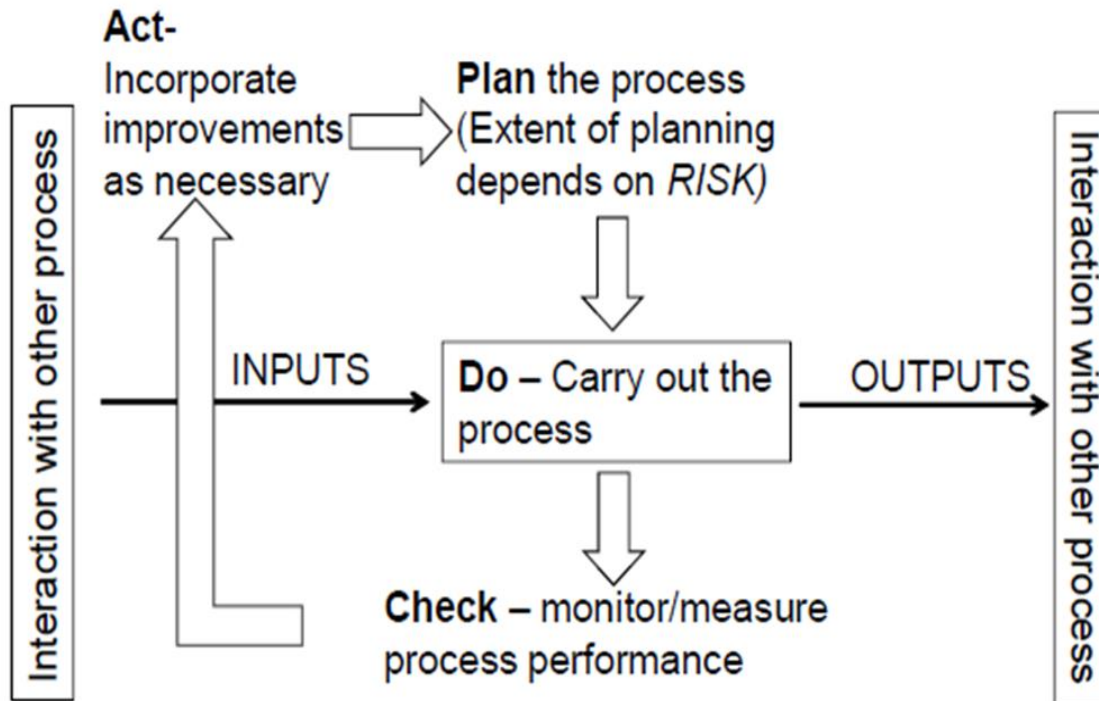 Act-
Incorporate
improvements
as necessary
Plan the process
(Extent of planning
depends on RISK)
Interaction with other process
INPUTS
Do – Carry out the
process
OUTPUTS
Interaction with other process
Check – monitor/measure
process performance